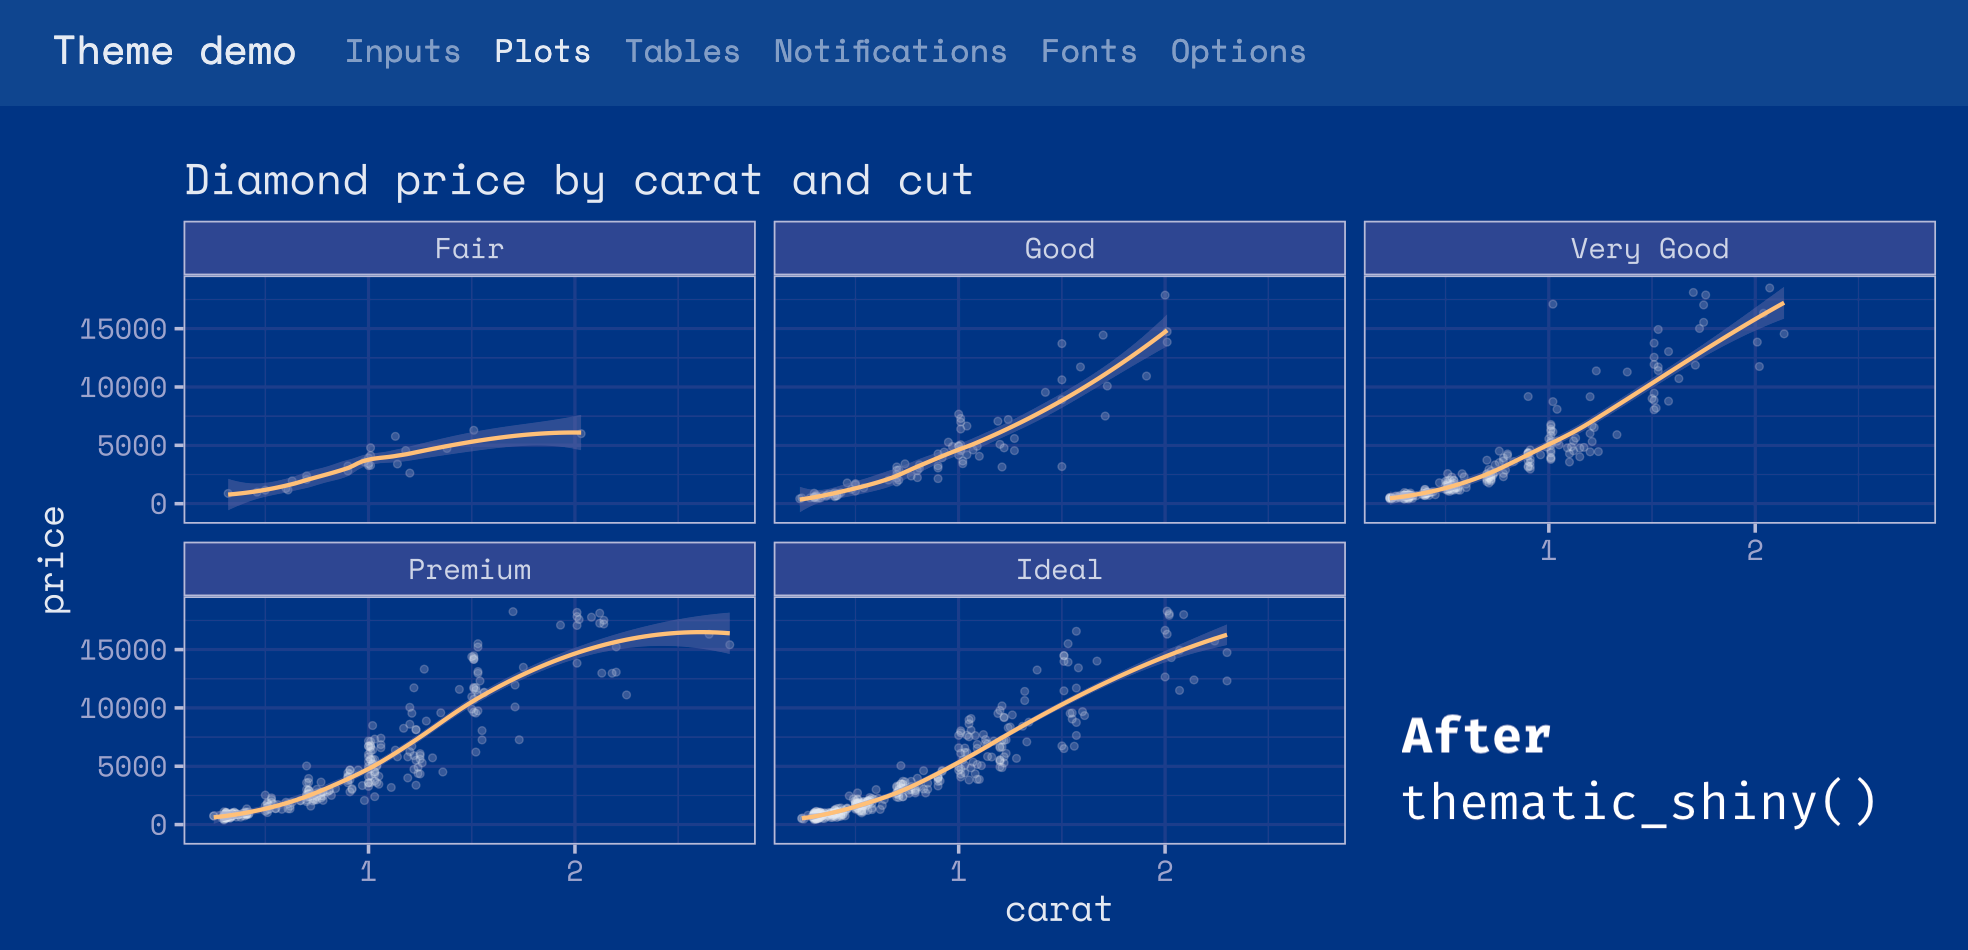 Theme demo Inputs Plots Tables Notifications Fonts Options
Diamond price by carat and cut
Fair Good Very Good
15000
10000
5000
0
1 2
price
Premium Ideal
15000
10000
5000
0
1 2 1 2
carat
After
thematic_shiny()